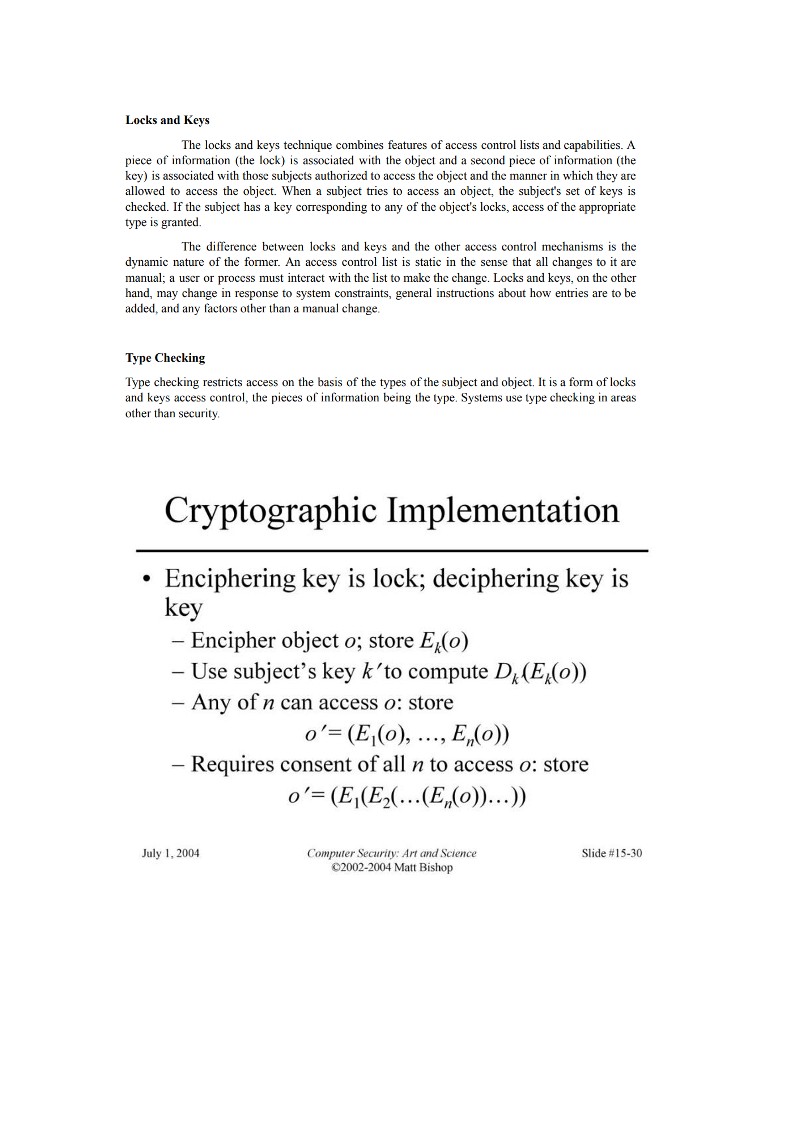 Locks and Keys
The locks and keys technique combines features of access control lists and capabilities. A
piece of information (the lock) is associated with the object and a second piece of information (the
key) is associated with those subjects authorized to access the object and the manner in which they are
allowed to access the object. When a subject tries to access an object, the subject's set of keys is
checked. If the subject has a key corresponding to any of the object's locks, access of the appropriate
type is granted.
The difference between locks and keys and the other access control mechanisms is the
dynamic nature of the former. An access control list is static in the sense that all changes to it are
manual; a user or process must interact with the list to make the change. Locks and keys, on the other
hand, may change in response to system constraints, general instructions about how entries are to be
added, and any factors other than a manual change.
Type Checking
Type checking restricts access on the basis of the types of the subject and object. It is a form of locks
and keys access control, the pieces of information being the type. Systems use type checking in areas
other than security.
Cryptographic Implementation
• Enciphering key is lock; deciphering key is
key
– Encipher object o; store Eₖ(o)
– Use subject's key k′ to compute Dₖ′(Eₖ(o))
– Any of n can access o: store
o′= (E₁(o), …, Eₙ(o))
– Requires consent of all n to access o: store
o′= (E₁(E₂(…(Eₙ(o))…))
July 1, 2004 Computer Security: Art and Science Slide #15-30
©2002-2004 Matt Bishop